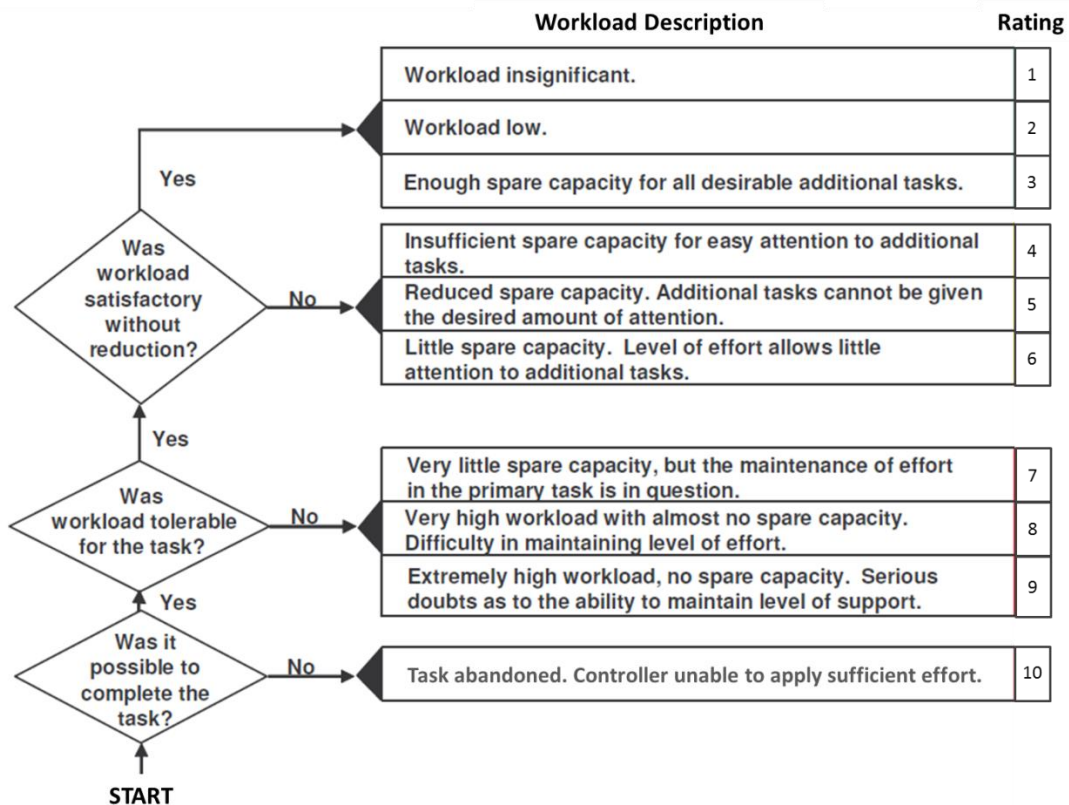 Workload Description
Rating
Workload insignificant.
1
Workload low.
2
Enough spare capacity for all desirable additional tasks.
3
Yes
Was
workload
satisfactory
without
reduction?
No
Insufficient spare capacity for easy attention to additional
tasks.
4
Reduced spare capacity. Additional tasks cannot be given
the desired amount of attention.
5
Little spare capacity. Level of effort allows little
attention to additional tasks.
6
Yes
Was
workload tolerable
for the task?
No
Very little spare capacity, but the maintenance of effort
in the primary task is in question.
7
Very high workload with almost no spare capacity.
Difficulty in maintaining level of effort.
8
Extremely high workload, no spare capacity. Serious
doubts as to the ability to maintain level of support.
9
Yes
Was it
possible to
complete the
task?
No
Task abandoned. Controller unable to apply sufficient effort.
10
START